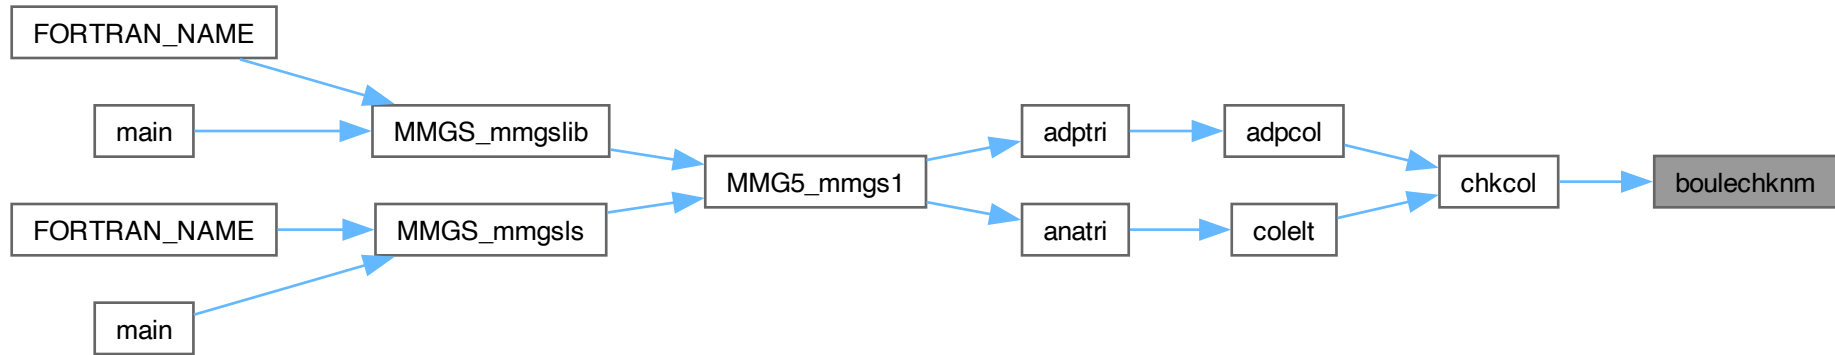 FORTRAN_NAME
main
MMGS_mmgslib
adptri
adpcol
MMG5_mmgs1
chkcol
boulechknm
FORTRAN_NAME
MMGS_mmgsls
anatri
colelt
main